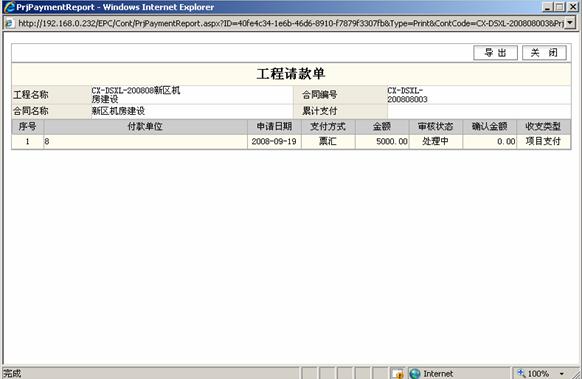 PrjPaymentReport - Windows Internet Explorer
http://192.168.0.232/EPC/Cont/PrjPaymentReport.aspx?ID=40fe4c34-1e6b-46d6-8910-f7879f3307fb&Type=Print&ContCode=CX-DSXL-200808003&Prj
导 出 关 闭
工程请款单
工程名称 CX-DSXL-200808新区机
房建设 合同编号 CX-DSXL-
200808003
合同名称 新区机房建设 累计支付
序号 付款单位 申请日期 支付方式 金额 审核状态 确认金额 收支类型
1 8 2008-09-19 票汇 5000.00 处理中 0.00 项目支付
完成 Internet 100%